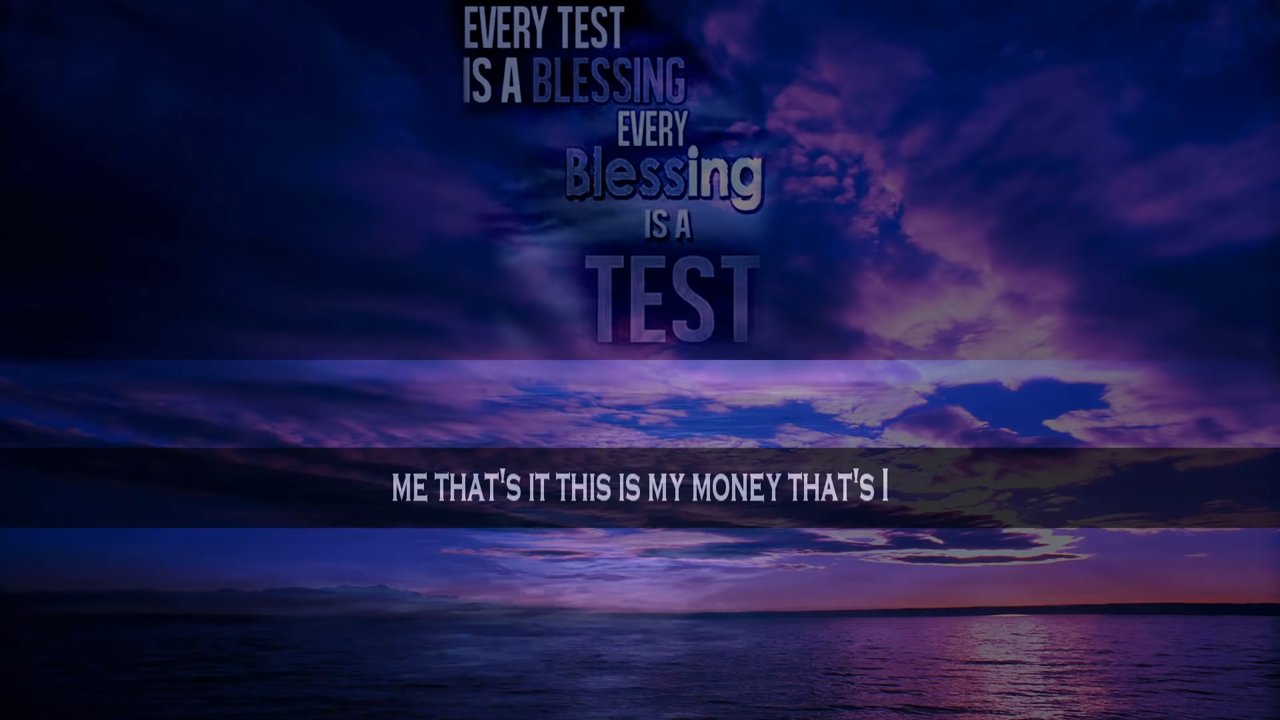 EVERY TEST
IS A BLESSING
EVERY
Blessing
IS A
TEST
ME THAT'S IT THIS IS MY MONEY THAT'S I